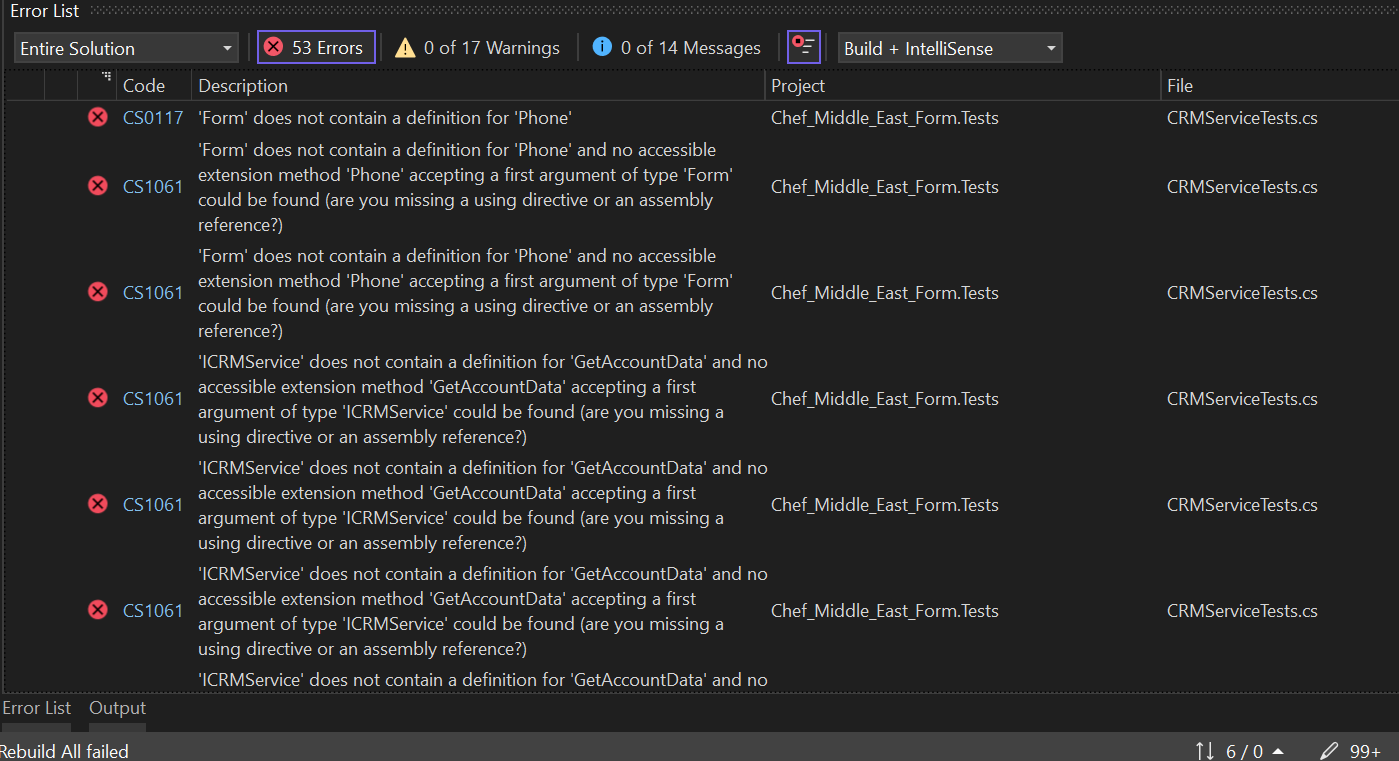 Error List
Entire Solution
53 Errors
0 of 17 Warnings
0 of 14 Messages
Build + IntelliSense
Code Description Project File
CS0117 'Form' does not contain a definition for 'Phone' Chef_Middle_East_Form.Tests CRMServiceTests.cs
'Form' does not contain a definition for 'Phone' and no accessible
extension method 'Phone' accepting a first argument of type 'Form'
CS1061 Chef_Middle_East_Form.Tests CRMServiceTests.cs
could be found (are you missing a using directive or an assembly
reference?)
'Form' does not contain a definition for 'Phone' and no accessible
extension method 'Phone' accepting a first argument of type 'Form'
CS1061 Chef_Middle_East_Form.Tests CRMServiceTests.cs
could be found (are you missing a using directive or an assembly
reference?)
'ICRMService' does not contain a definition for 'GetAccountData' and no
accessible extension method 'GetAccountData' accepting a first
CS1061 Chef_Middle_East_Form.Tests CRMServiceTests.cs
argument of type 'ICRMService' could be found (are you missing a
using directive or an assembly reference?)
'ICRMService' does not contain a definition for 'GetAccountData' and no
accessible extension method 'GetAccountData' accepting a first
CS1061 Chef_Middle_East_Form.Tests CRMServiceTests.cs
argument of type 'ICRMService' could be found (are you missing a
using directive or an assembly reference?)
'ICRMService' does not contain a definition for 'GetAccountData' and no
accessible extension method 'GetAccountData' accepting a first
CS1061 Chef_Middle_East_Form.Tests CRMServiceTests.cs
argument of type 'ICRMService' could be found (are you missing a
using directive or an assembly reference?)
'ICRMService' does not contain a definition for 'GetAccountData' and no
Error List Output
Rebuild All failed
6 / 0
99+